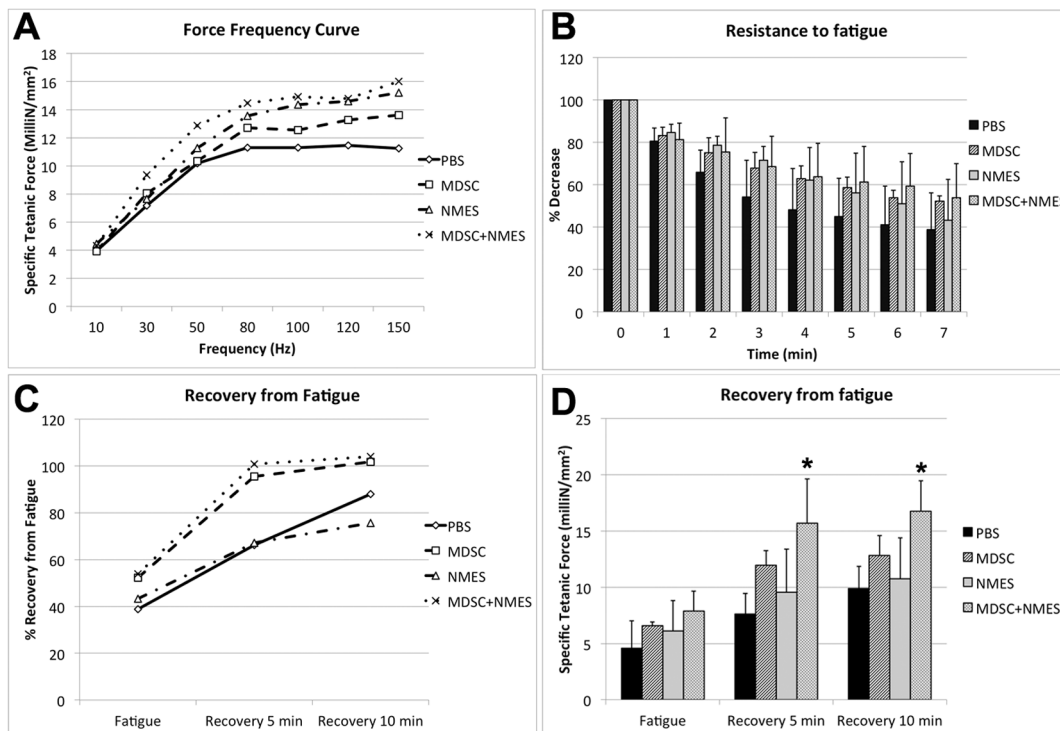 A
Force Frequency Curve
Specific Tetanic Force (MilliN/mm²)
18
16
14
12
10
8
6
4
2
0
10 30 50 80 100 120 150
Frequency (Hz)
PBS
MDSC
NMES
MDSC+NMES
B
Resistance to fatigue
% Decrease
120
100
80
60
40
20
0
0 1 2 3 4 5 6 7
Time (min)
PBS
MDSC
NMES
MDSC+NMES
C
Recovery from Fatigue
% Recovery from Fatigue
120
100
80
60
40
20
0
Fatigue Recovery 5 min Recovery 10 min
PBS
MDSC
NMES
MDSC+NMES
D
Recovery from fatigue
Specific Tetanic Force (milliN/mm²)
25
20
15
10
5
0
* *
Fatigue Recovery 5 min Recovery 10 min
PBS
MDSC
NMES
MDSC+NMES